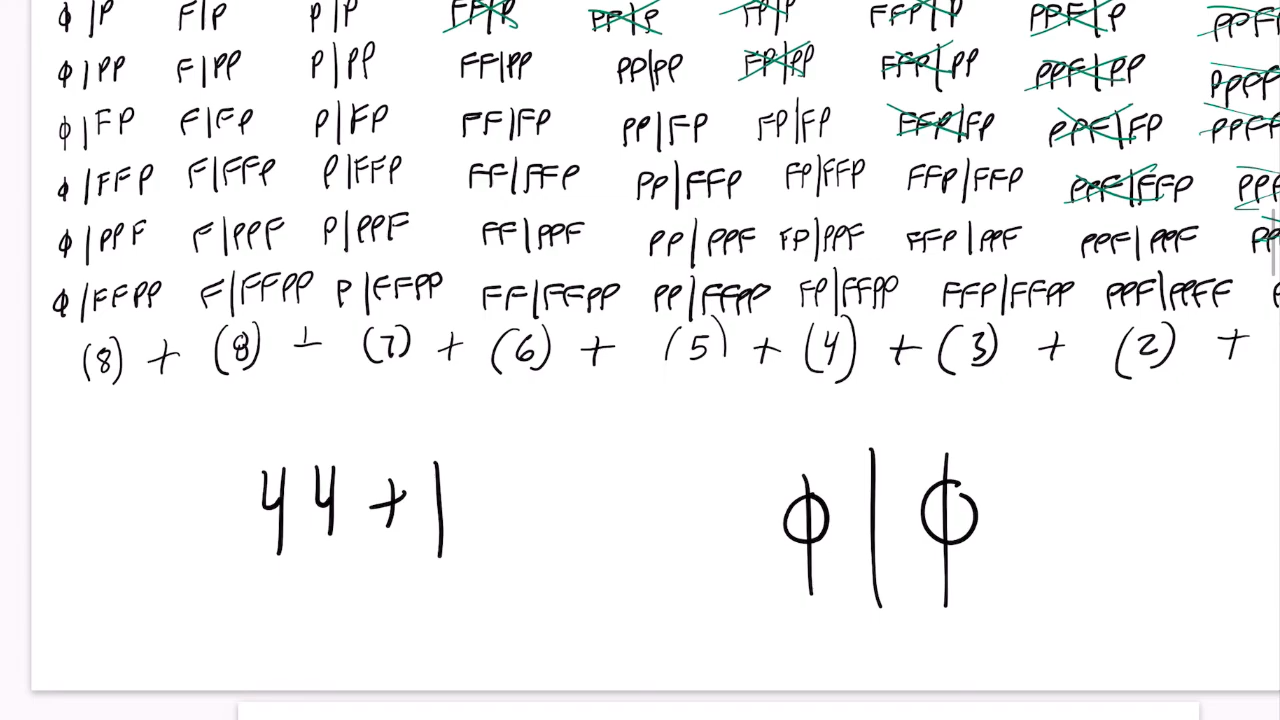 ϕ|P F|P P|P FF|P PP|P FP|P FFP|P PPF|P
ϕ|PP F|PP P|PP FF|PP PP|PP FP|PP FFP|PP PPF|PP
ϕ|FP F|FP P|FP FF|FP PP|FP FP|FP FFP|FP PPF|FP
ϕ|FFP F|FFP P|FFP FF|FFP PP|FFP FP|FFP FFP|FFP PPF|FFP
ϕ|PPF F|PPF P|PPF FF|PPF PP|PPF FP|PPF FFP|PPF PPF|PPF
ϕ|FFPP F|FFPP P|FFPP FF|FFPP PP|FFPP FP|FFPP FFP|FFPP PPF|PPFF
(8) + (8) + (7) + (6) + (5) + (4) + (3) + (2) +
44+1 ϕ|ϕ